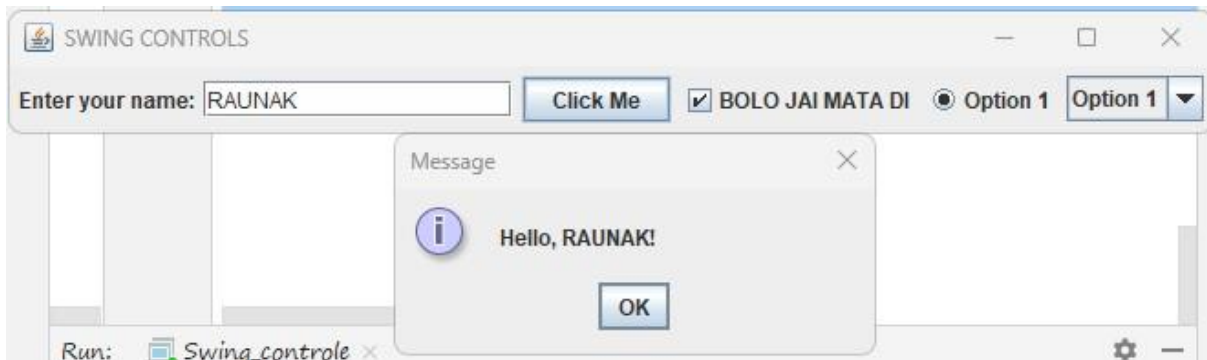 SWING CONTROLS
Enter your name: RAUNAK Click Me BOLO JAI MATA DI Option 1 Option 1
Message
Hello, RAUNAK!
OK
Run: Swing_controle